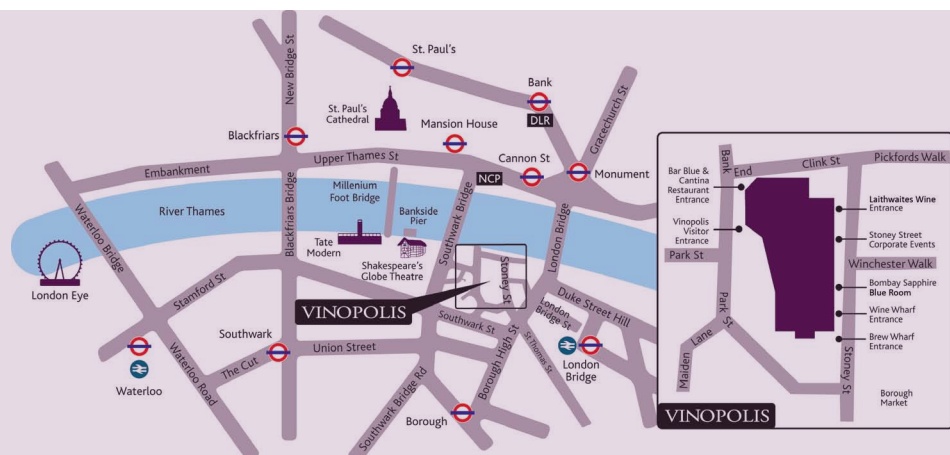 St. Paul's
New Bridge St
Bank
DLR
Gracechurch St
St. Paul's
Cathedral
Mansion House
Blackfriars
Upper Thames St
Cannon St
NCP
Monument
Embankment
Millenium
Foot Bridge
River Thames
Blackfriars Bridge
Bankside
Pier
Southwark Bridge
London Bridge
Waterloo Bridge
Tate
Modern
Shakespeare's
Globe Theatre
London Eye
Stamford St
Stoney St
VINOPOLIS
Duke Street Hill
London
Bridge St
Southwark St
Southwark
Union Street
St Thomas St
London
Bridge
The Cut
Waterloo
Waterloo Road
Borough High St
Southwark Bridge Rd
Borough
Bank
End
Clink St
Pickfords Walk
Bar Blue &
Cantina
Restaurant
Entrance
Laithwaites Wine
Entrance
Vinopolis
Visitor
Entrance
Stoney Street
Corporate Events
Park St
Winchester Walk
Bombay Sapphire
Blue Room
Park St
Wine Wharf
Entrance
Maiden Lane
Brew Wharf
Entrance
Stoney St
Borough
Market
VINOPOLIS